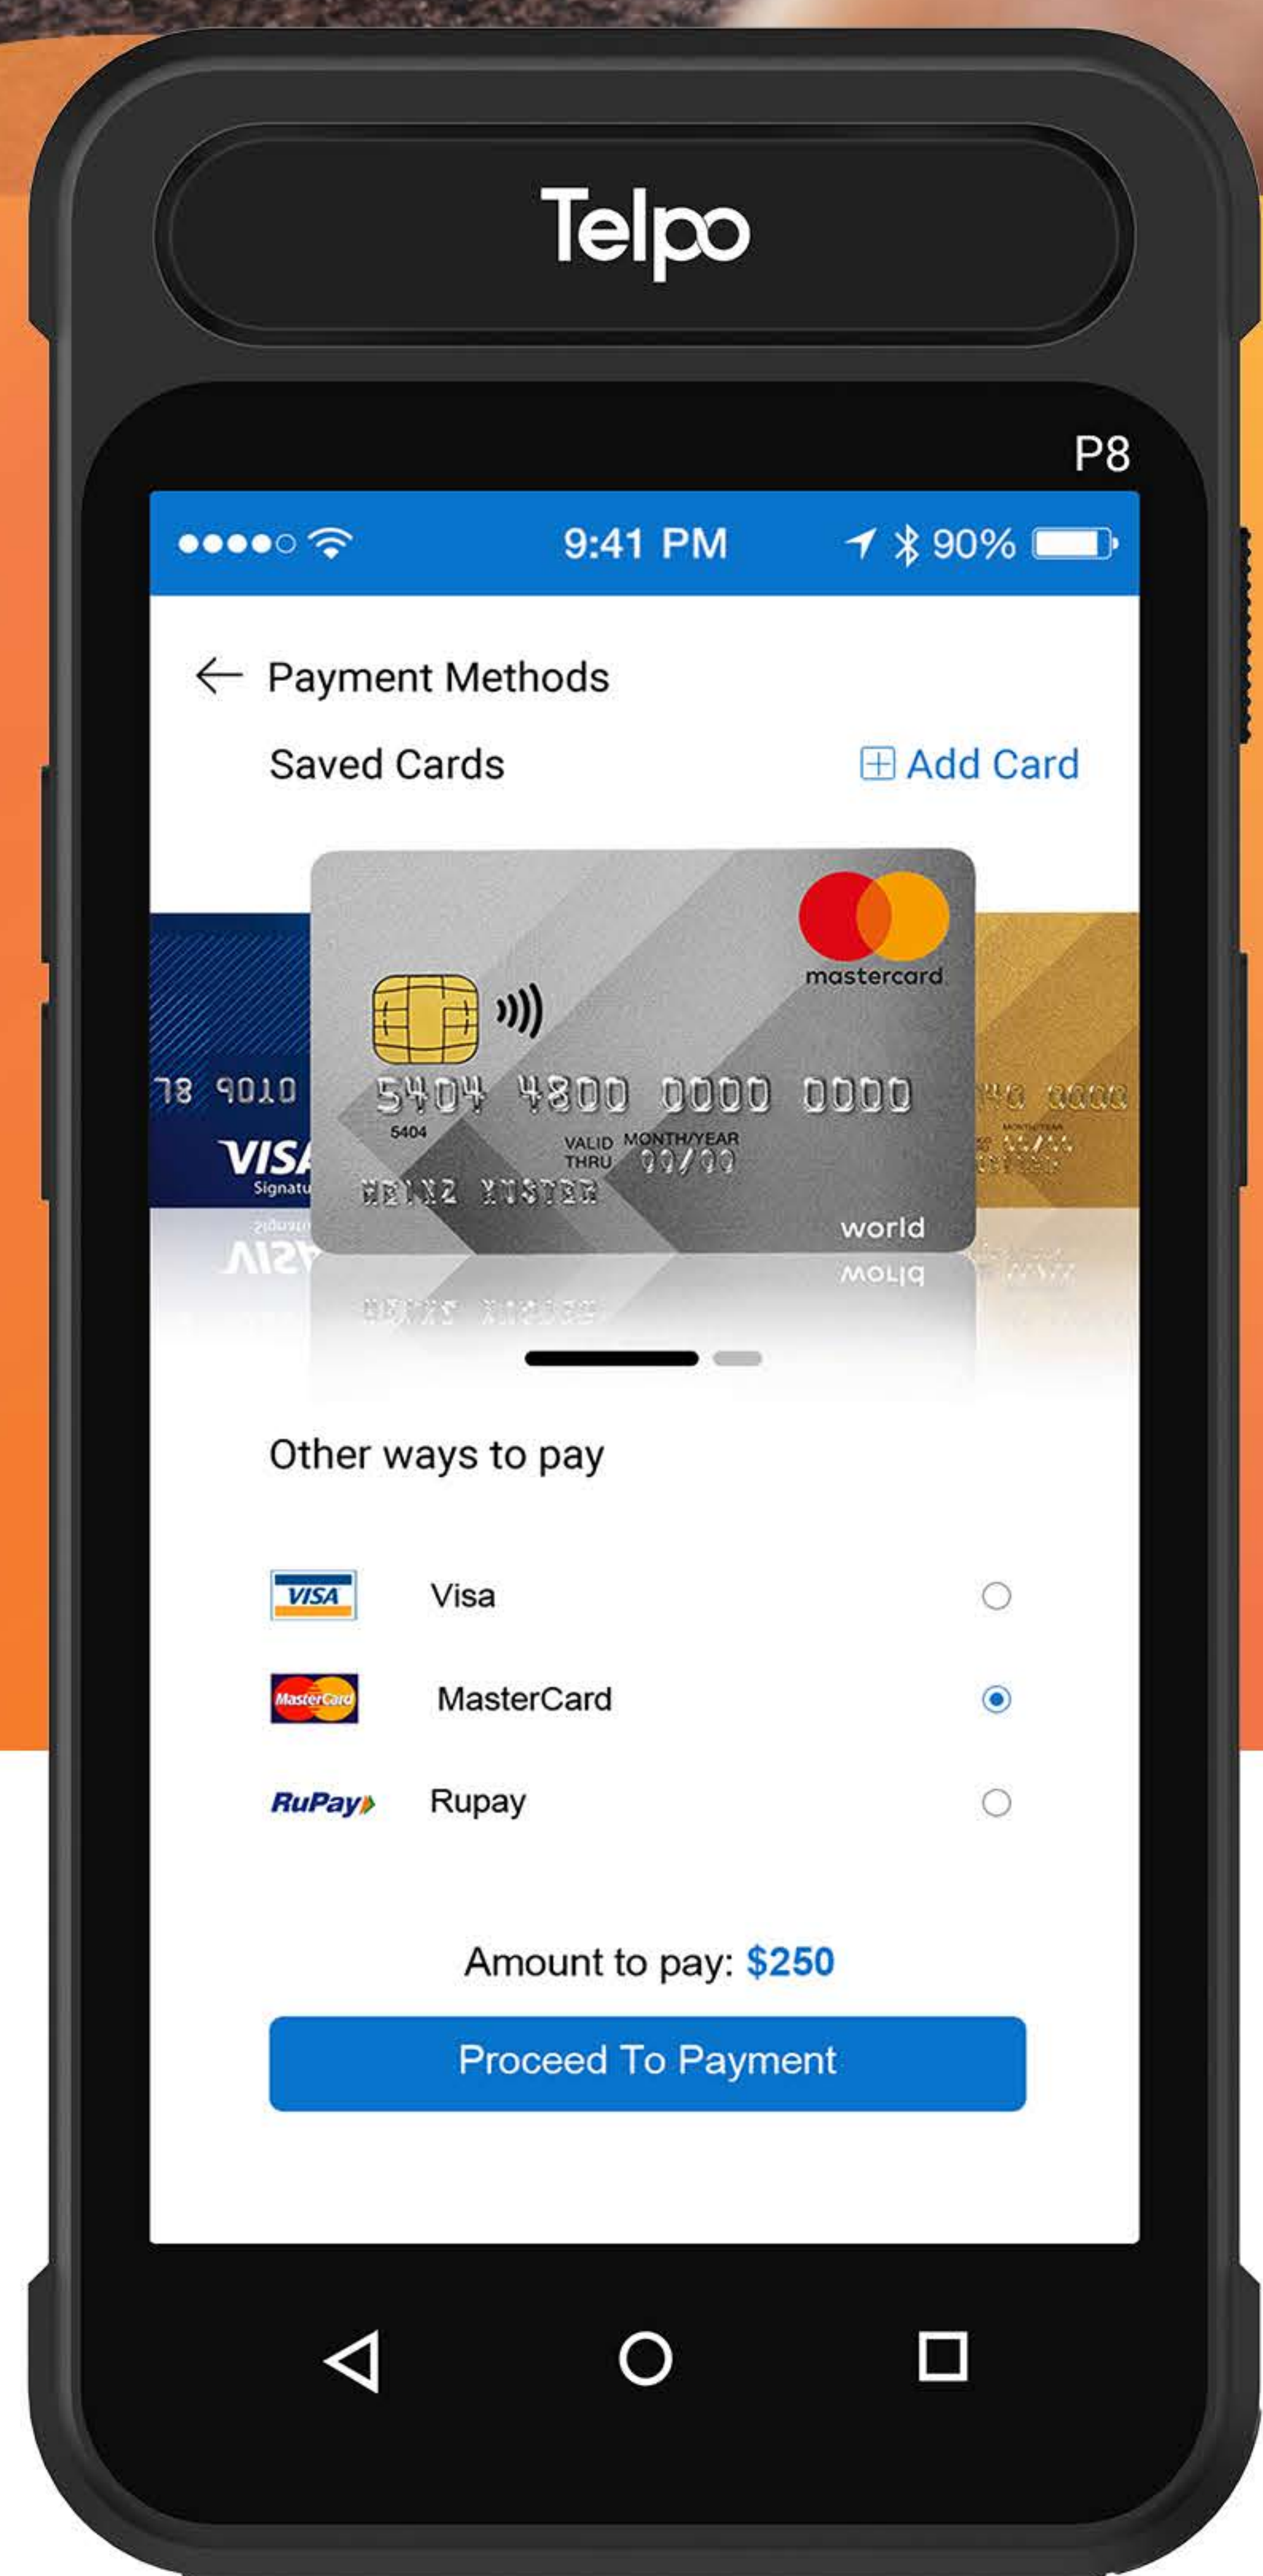 Telpo
P8
9:41 PM 90%
Payment Methods
Saved Cards Add Card
mastercard
78 9010
5404 4800 0000 0000
5404
VALID THRU MONTH/YEAR
00/00
VISA
Signatu
world
Other ways to pay
VISA Visa
MasterCard MasterCard
RuPay Rupay
Amount to pay: $250
Proceed To Payment